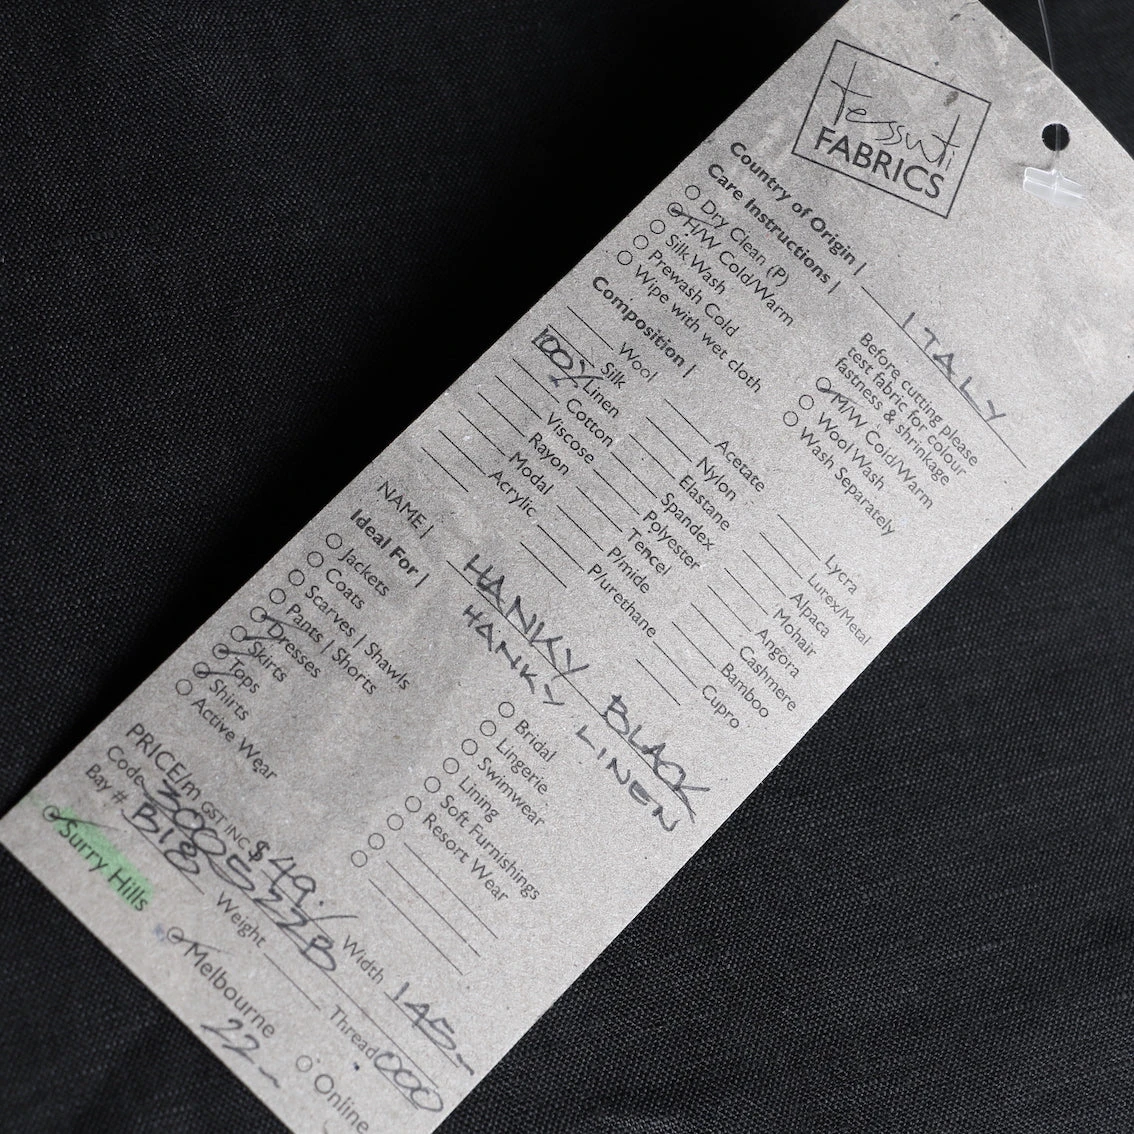 tessuti
FABRICS
Country of Origin | ITALY
Care Instructions |
Dry Clean (P)
H/W Cold/Warm
Silk Wash
Prewash Cold
Wipe with wet cloth
Before cutting please
test fabric for colour
fastness & shrinkage
M/W Cold/Warm
Wool Wash
Wash Separately
Composition |
Wool
Silk
100% Linen
Cotton
Viscose
Rayon
Modal
Acrylic
Acetate
Nylon
Elastane
Spandex
Polyester
Tencel
P/mide
P/urethane
Lycra
Lutex/Metal
Alpaca
Mohair
Angora
Cashmere
Bamboo
Cupro
NAME | HANKY BLACK
HANKY LINEN
Ideal For |
Jackets
Coats
Scarves | Shawls
Pants | Shorts
Dresses
Skirts
Tops
Shirts
Active Wear
Bridal
Lingerie
Swimwear
Lining
Soft Furnishings
Resort Wear
PRICE/m GST INC $49.- Width 145-
Code 3005522B Thread 000
Bay # B18 Weight
Surry Hills Melbourne Online
22-